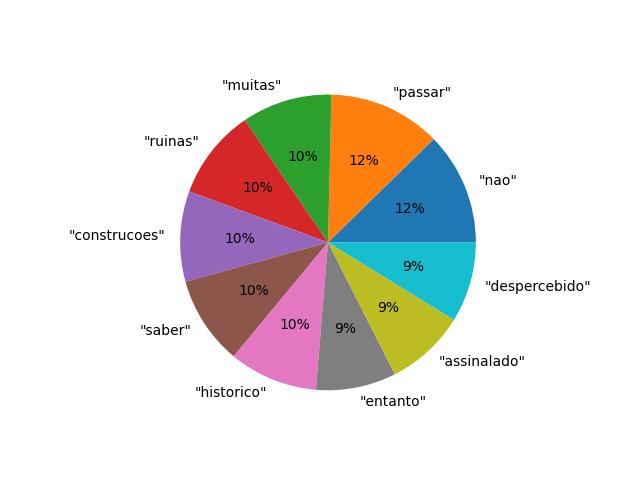 "muitas"
"passar"
"ruinas"
10%
12%
"nao"
10%
12%
"construcoes"
10%
9%
"despercebido"
10%
9%
"saber"
10%
9%
"assinalado"
"historico"
"entanto"